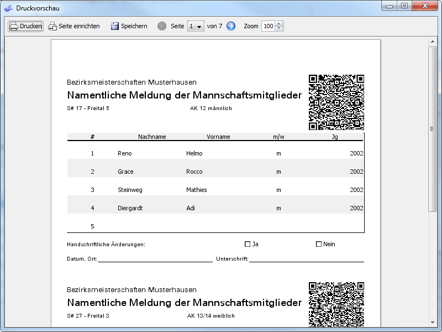 Druckvorschau
Drucken Seite einrichten Speichern Seite 1 von 7 Zoom 100
Bezirksmeisterschaften Musterhausen
Namentliche Meldung der Mannschaftsmitglieder
S# 17 - Freital 5 AK 12 männlich
# Nachname Vorname m/w Jg
1 Reno Helmo m 2002
2 Grace Rocco m 2002
3 Steinweg Mathies m 2002
4 Diergardt Adi m 2002
5
Handschriftliche Änderungen: Ja Nein
Datum, Ort: Unterschrift:
Bezirksmeisterschaften Musterhausen
Namentliche Meldung der Mannschaftsmitglieder
S# 27 - Freital 3 AK 13/14 weiblich